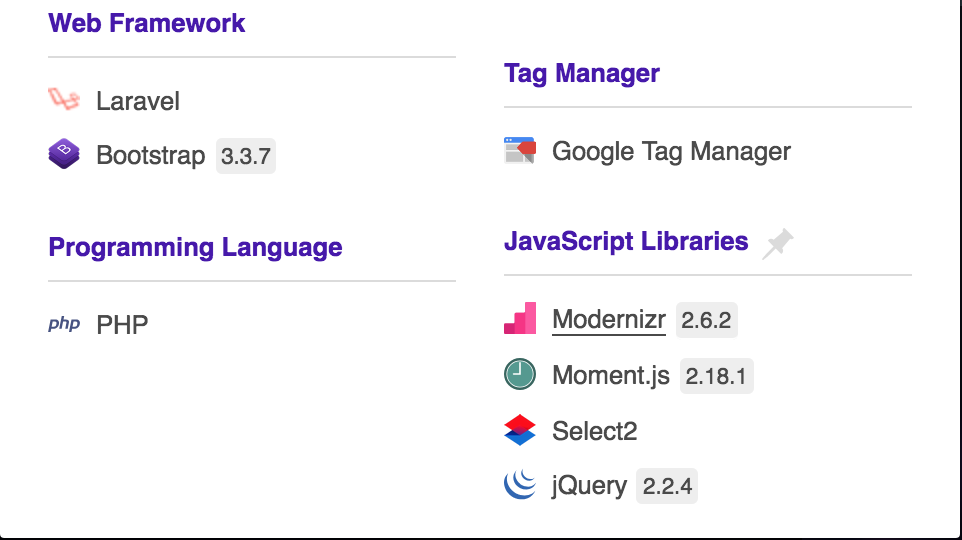 Web Framework
Laravel
Bootstrap 3.3.7
Programming Language
php PHP
Tag Manager
Google Tag Manager
JavaScript Libraries
Modernizr 2.6.2
Moment.js 2.18.1
Select2
jQuery 2.2.4